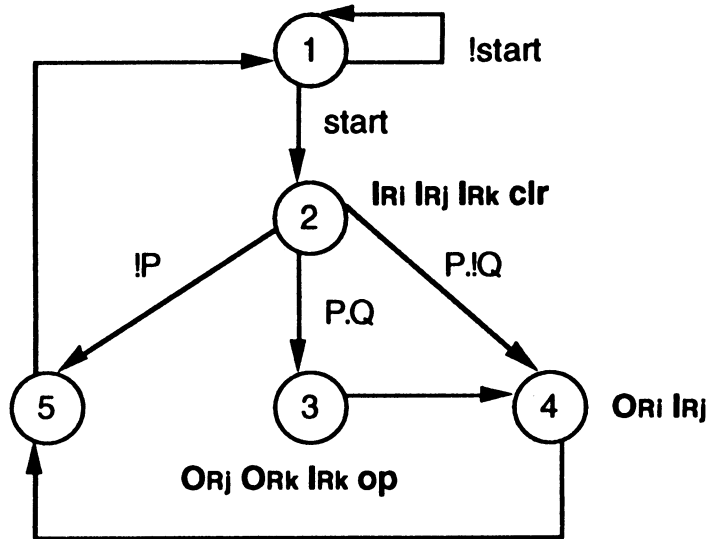 1
!start
start
2
IRi IRj IRk clr
!P
P.Q
P.!Q
5
3
4
ORi IRj
ORj ORk IRk op